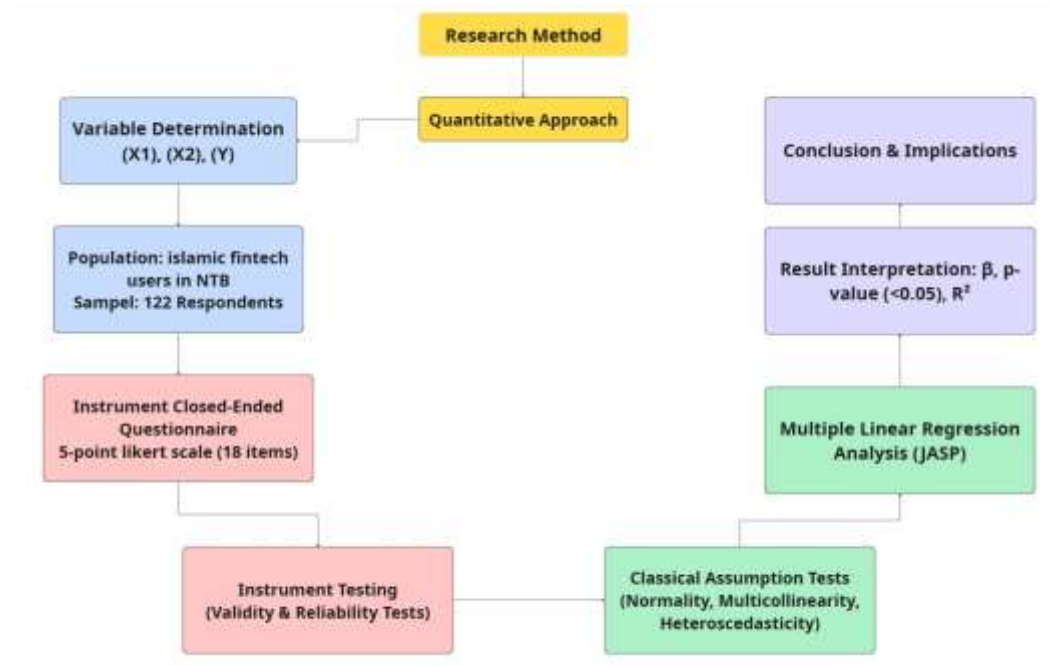 Research Method
Quantitative Approach
Variable Determination
(X1), (X2), (Y)
Population: islamic fintech
users in NTB
Sampel: 122 Respondents
Instrument Closed-Ended
Questionnaire
5-point likert scale (18 items)
Instrument Testing
(Validity & Reliability Tests)
Classical Assumption Tests
(Normality, Multicollinearity,
Heteroscedasticity)
Multiple Linear Regression
Analysis (JASP)
Result Interpretation: β, p-
value (<0.05), R²
Conclusion & Implications